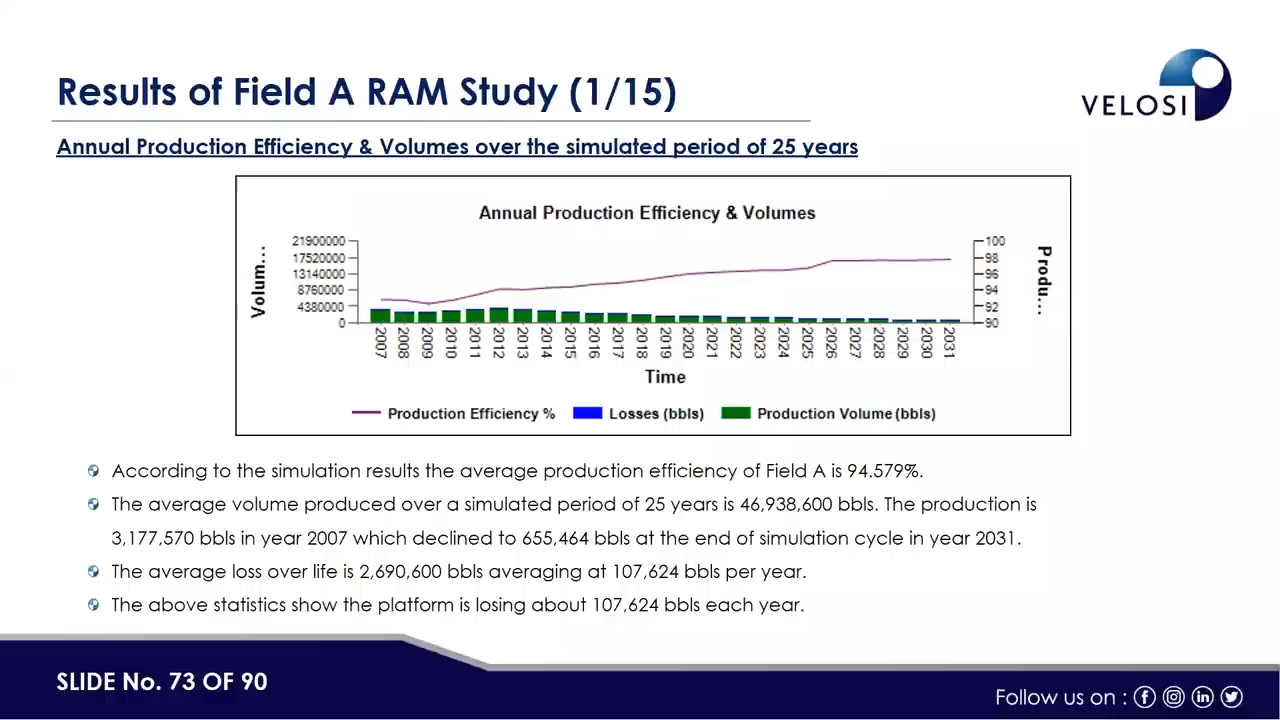 Results of Field A RAM Study (1/15)
VELOSI
Annual Production Efficiency & Volumes over the simulated period of 25 years
Annual Production Efficiency & Volumes
Volum...
21900000
17520000
13140000
8760000
4380000
0
100
98
96
94
92
90
Produ...
2007 2008 2009 2010 2011 2012 2013 2014 2015 2016 2017 2018 2019 2020 2021 2022 2023 2024 2025 2026 2027 2028 2029 2030 2031
Time
Production Efficiency % Losses (bbls) Production Volume (bbls)
According to the simulation results the average production efficiency of Field A is 94.579%.
The average volume produced over a simulated period of 25 years is 46,938,600 bbls. The production is
3,177,570 bbls in year 2007 which declined to 655,464 bbls at the end of simulation cycle in year 2031.
The average loss over life is 2,690,600 bbls averaging at 107,624 bbls per year.
The above statistics show the platform is losing about 107,624 bbls each year.
SLIDE No. 73 OF 90
Follow us on :